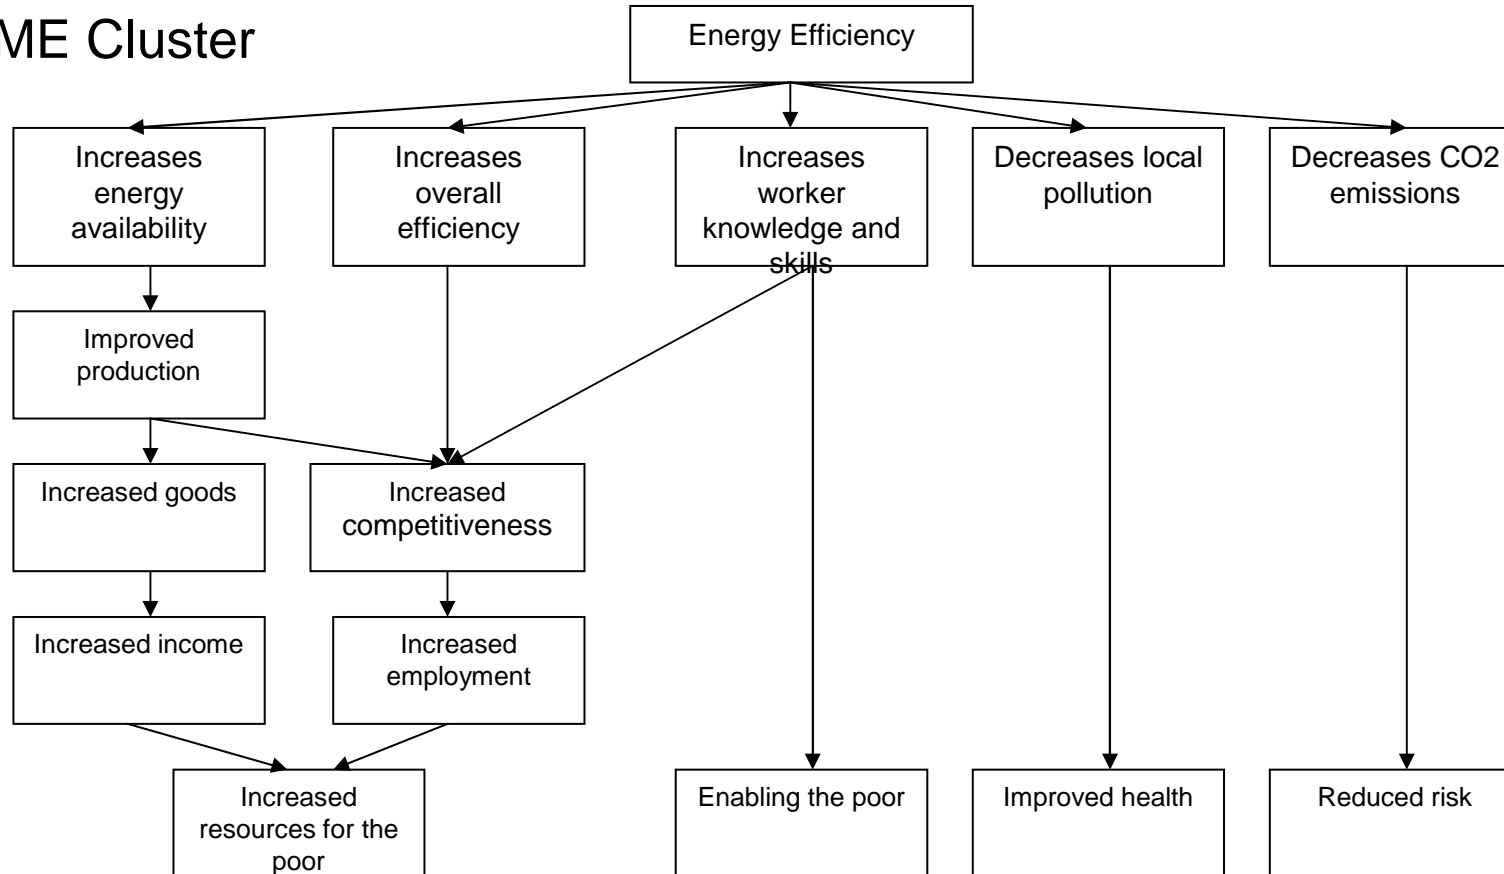 ME Cluster
Energy Efficiency
Increases
energy
availability
Increases
overall
efficiency
Increases
worker
knowledge and
skills
Decreases local
pollution
Decreases CO2
emissions
Improved
production
Increased goods
Increased
competitiveness
Increased income
Increased
employment
Increased
resources for the
poor
Enabling the poor
Improved health
Reduced risk